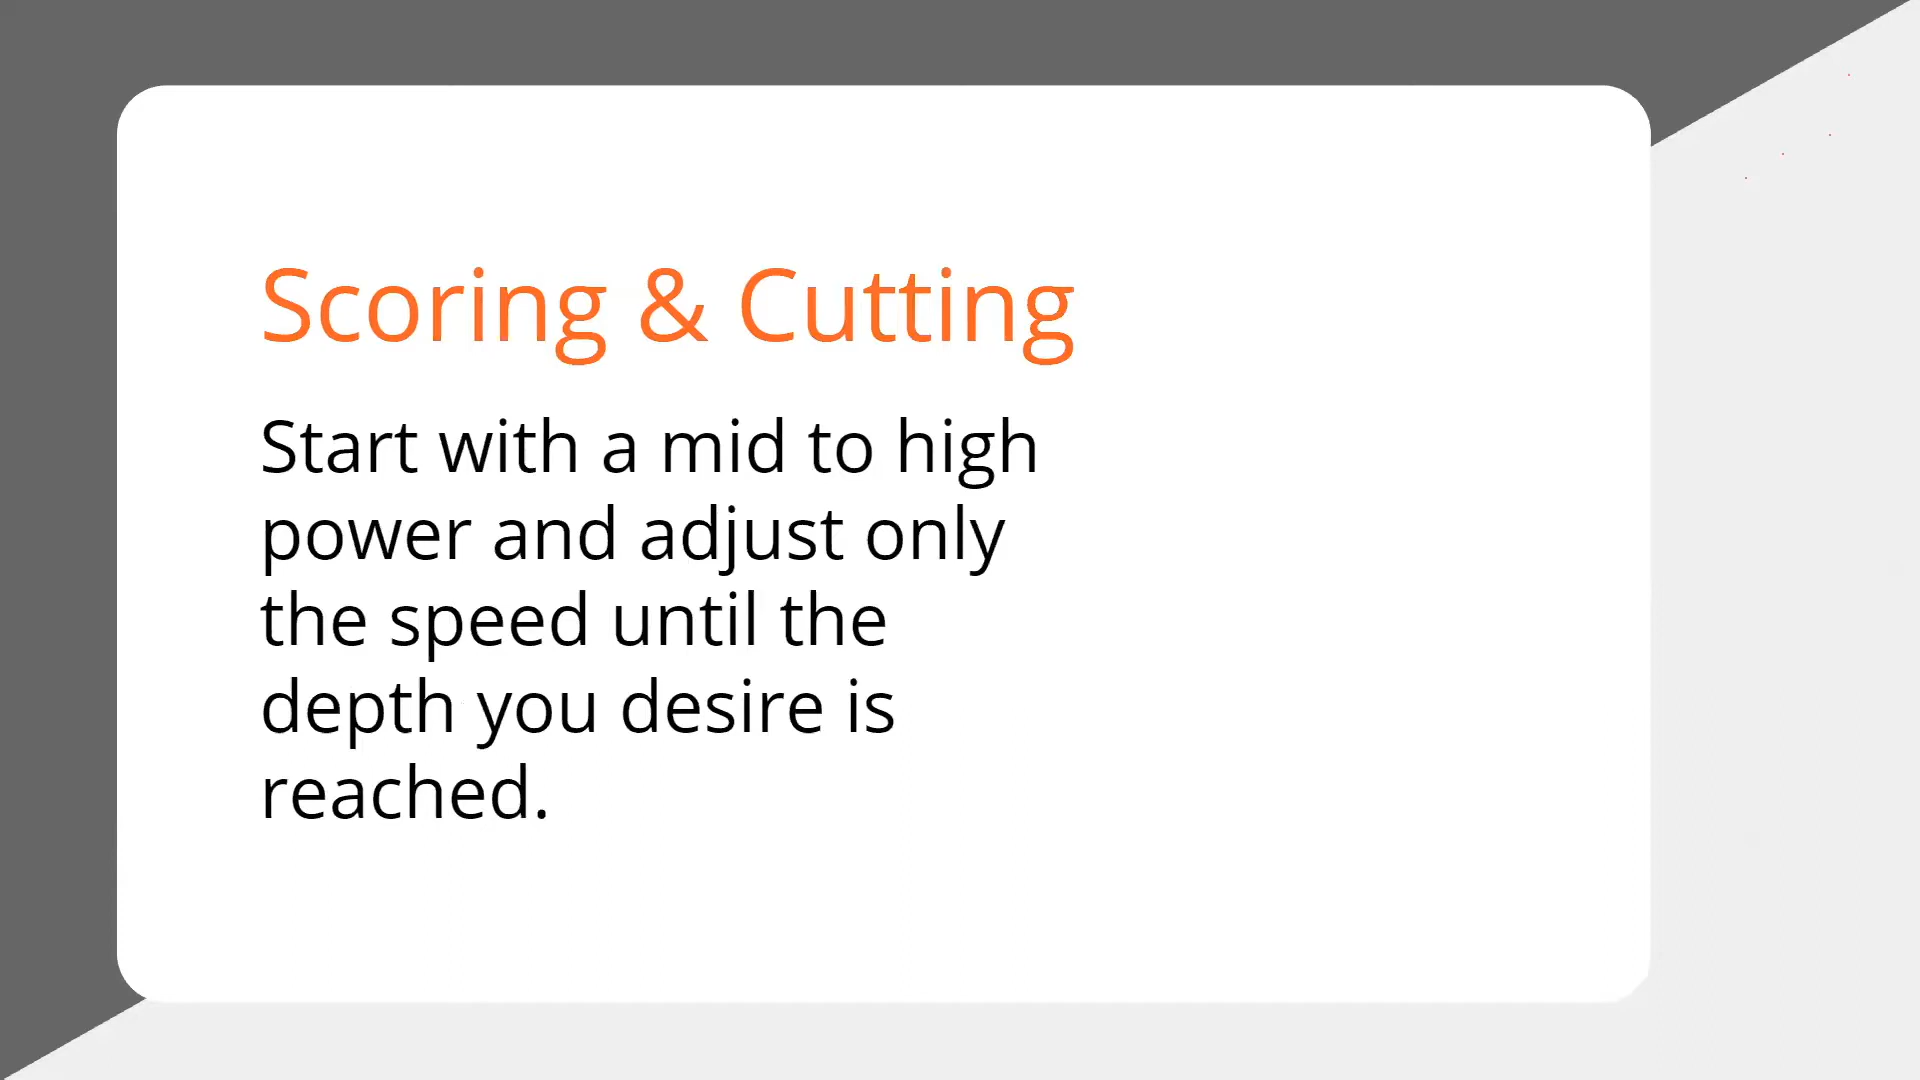 Scoring & Cutting
Start with a mid to high
power and adjust only
the speed until the
depth you desire is
reached.